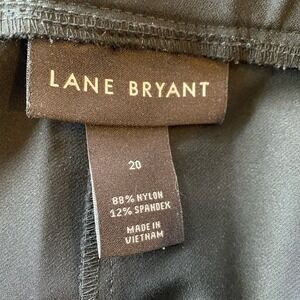 LANE BRYANT
20
88% NYLON
12% SPANDEX
MADE IN
VIETNAM